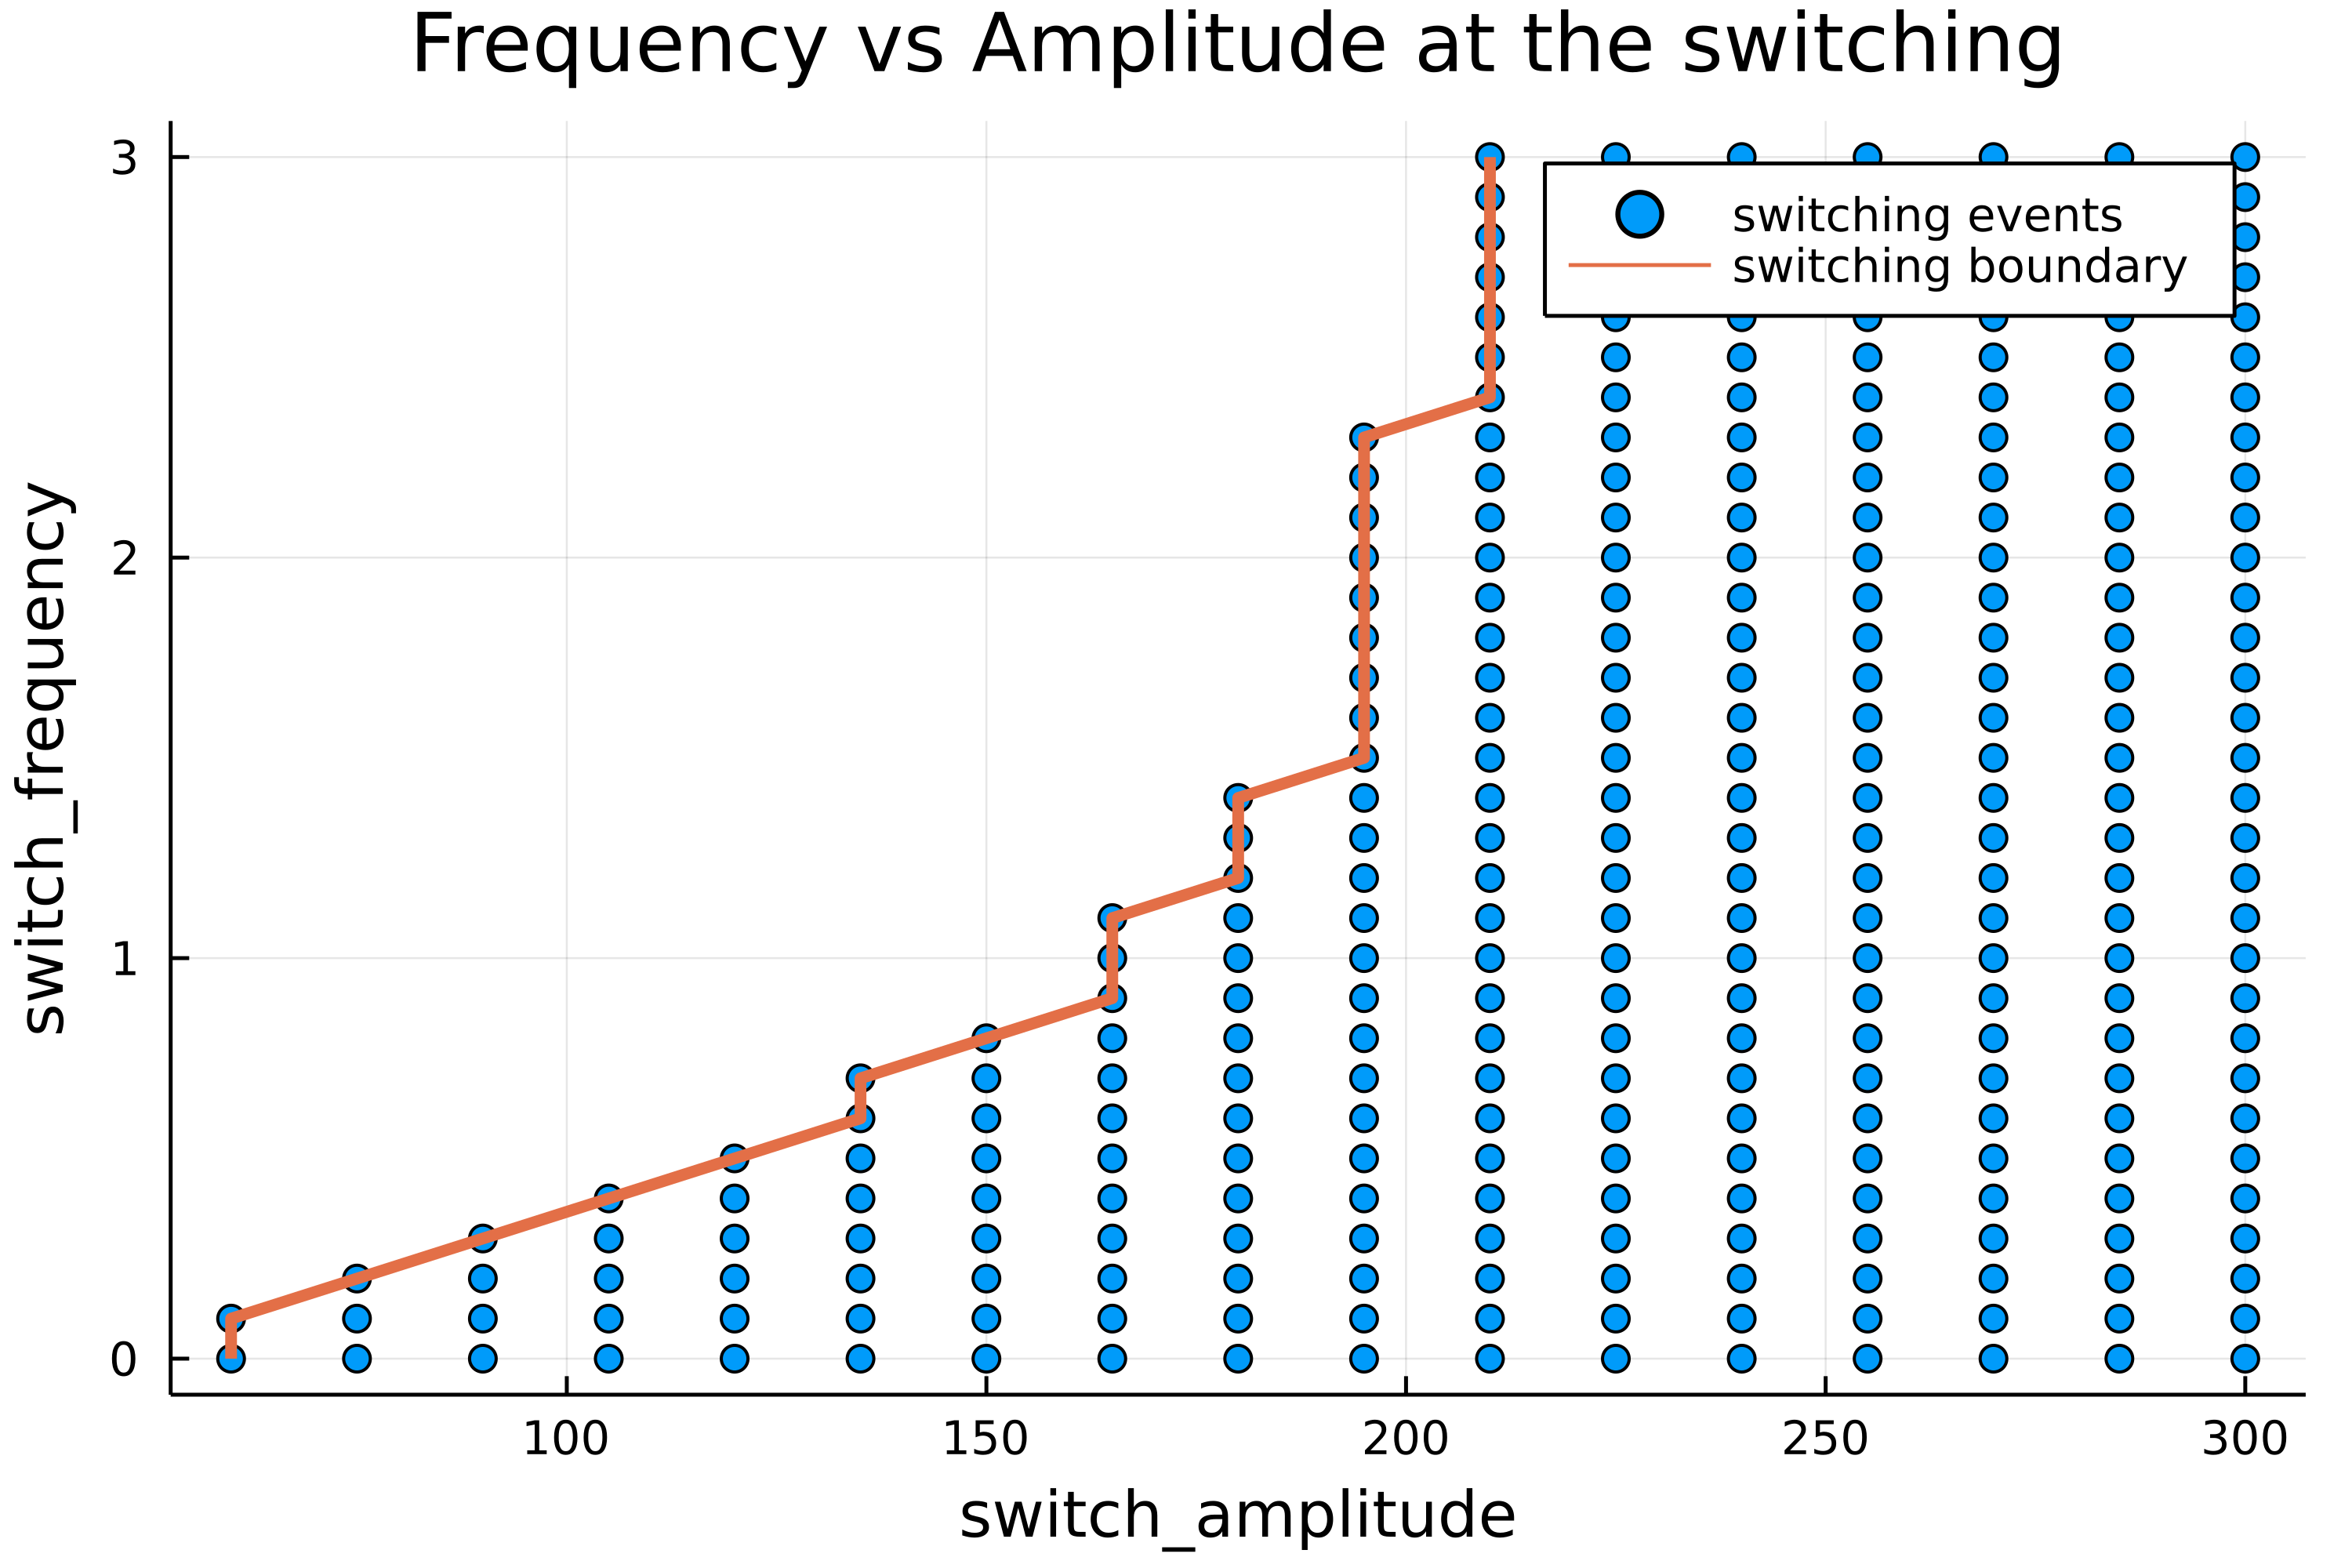 Frequency vs Amplitude at the switching
switching events
switching boundary
switch_frequency
3
2
1
0
100 150 200 250 300
switch_amplitude